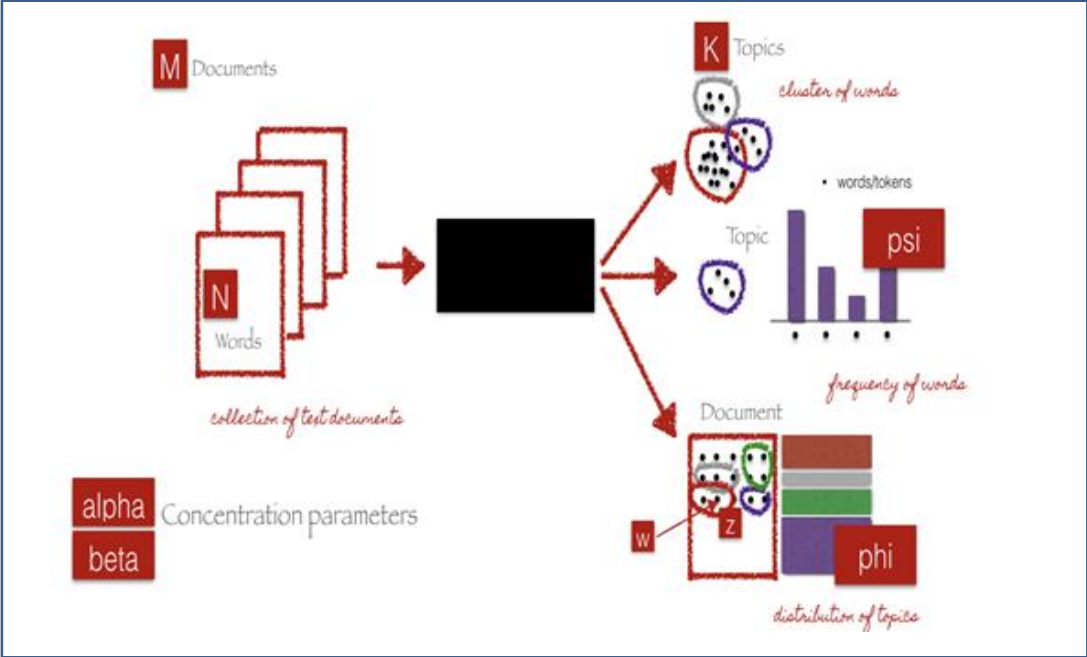 M Documents
N
Words
collection of text documents
alpha
beta
Concentration parameters
K Topics
cluster of words
• words/tokens
Topic
psi
frequency of words
Document
w
z
phi
distribution of topics